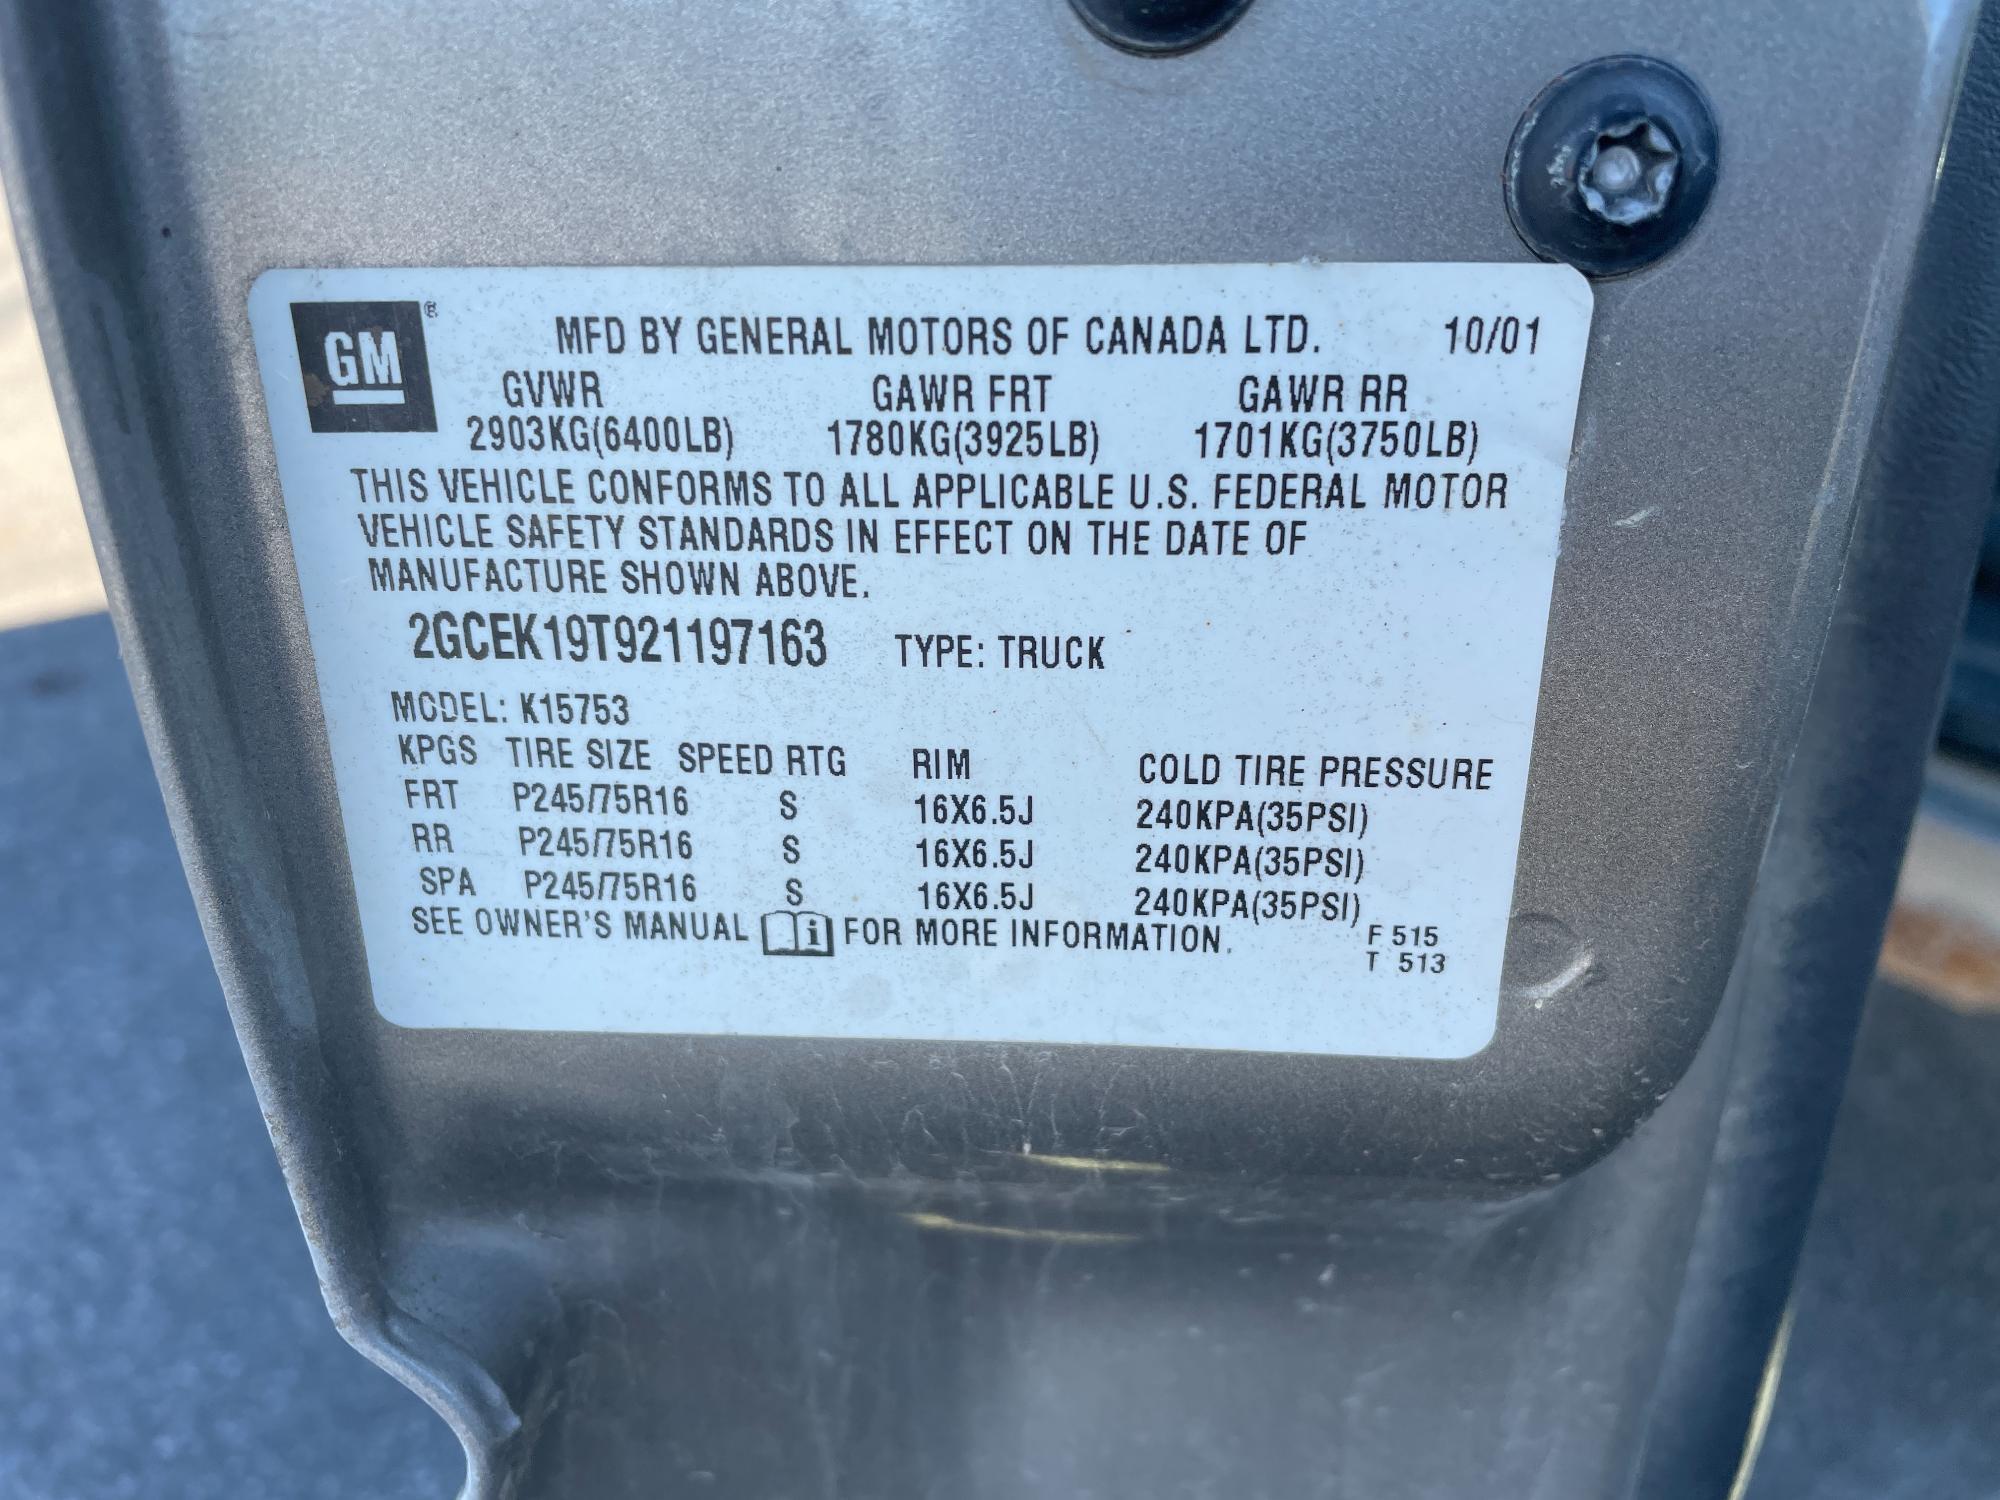 GM ®
MFD BY GENERAL MOTORS OF CANADA LTD. 10/01
GVWR GAWR FRT GAWR RR
2903KG(6400LB) 1780KG(3925LB) 1701KG(3750LB)
THIS VEHICLE CONFORMS TO ALL APPLICABLE U.S. FEDERAL MOTOR
VEHICLE SAFETY STANDARDS IN EFFECT ON THE DATE OF
MANUFACTURE SHOWN ABOVE.
2GCEK19T921197163 TYPE: TRUCK
MODEL: K15753
KPGS TIRE SIZE SPEED RTG RIM COLD TIRE PRESSURE
FRT P245/75R16 S 16X6.5J 240KPA(35PSI)
RR P245/75R16 S 16X6.5J 240KPA(35PSI)
SPA P245/75R16 S 16X6.5J 240KPA(35PSI)
SEE OWNER'S MANUAL i FOR MORE INFORMATION.
F 515
T 513